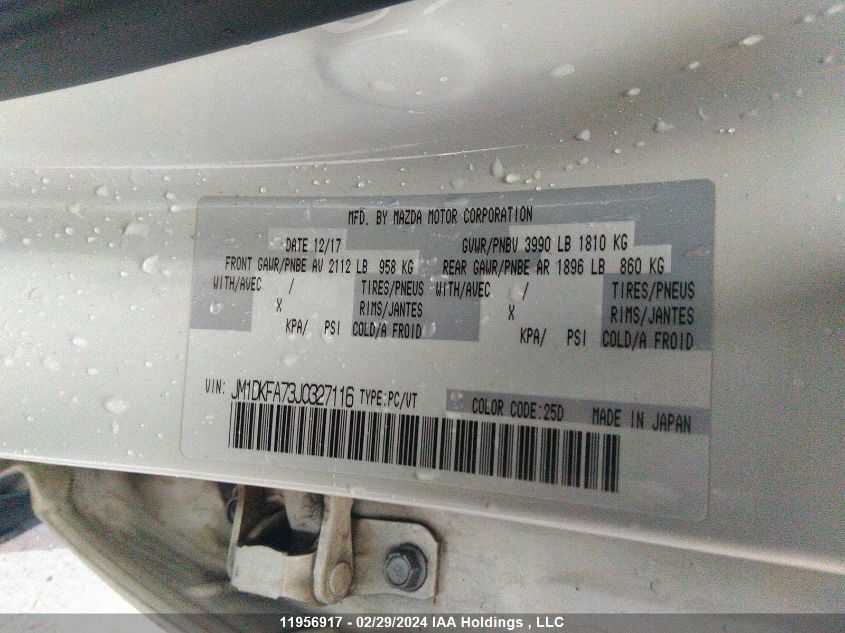 MFD. BY MAZDA MOTOR CORPORATION
DATE 12/17 GVWR/PNBV 3990 LB 1810 KG
FRONT GAWR/PNBE AV 2112 LB 958 KG REAR GAWR/PNBE AR 1896 LB 860 KG
WITH/AVEC / TIRES/PNEUS WITH/AVEC / TIRES/PNEUS
X RIMS/JANTES X RIMS/JANTES
KPA/ PSI COLD/A FROID KPA/ PSI COLD/A FROID
VIN: JM1DKFA73J0327116 TYPE:PC/VT COLOR CODE:25D MADE IN JAPAN
11956917 - 02/29/2024 IAA Holdings , LLC